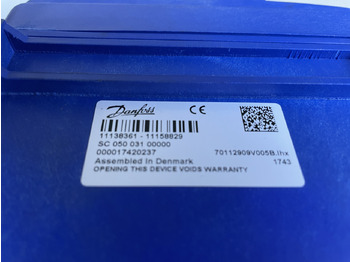 Danfoss
CE
11138361 - 11158829
SC 050 031 00000
000017420237
70112909V005B.lhx
Assembled in Denmark
1743
OPENING THIS DEVICE VOIDS WARRANTY